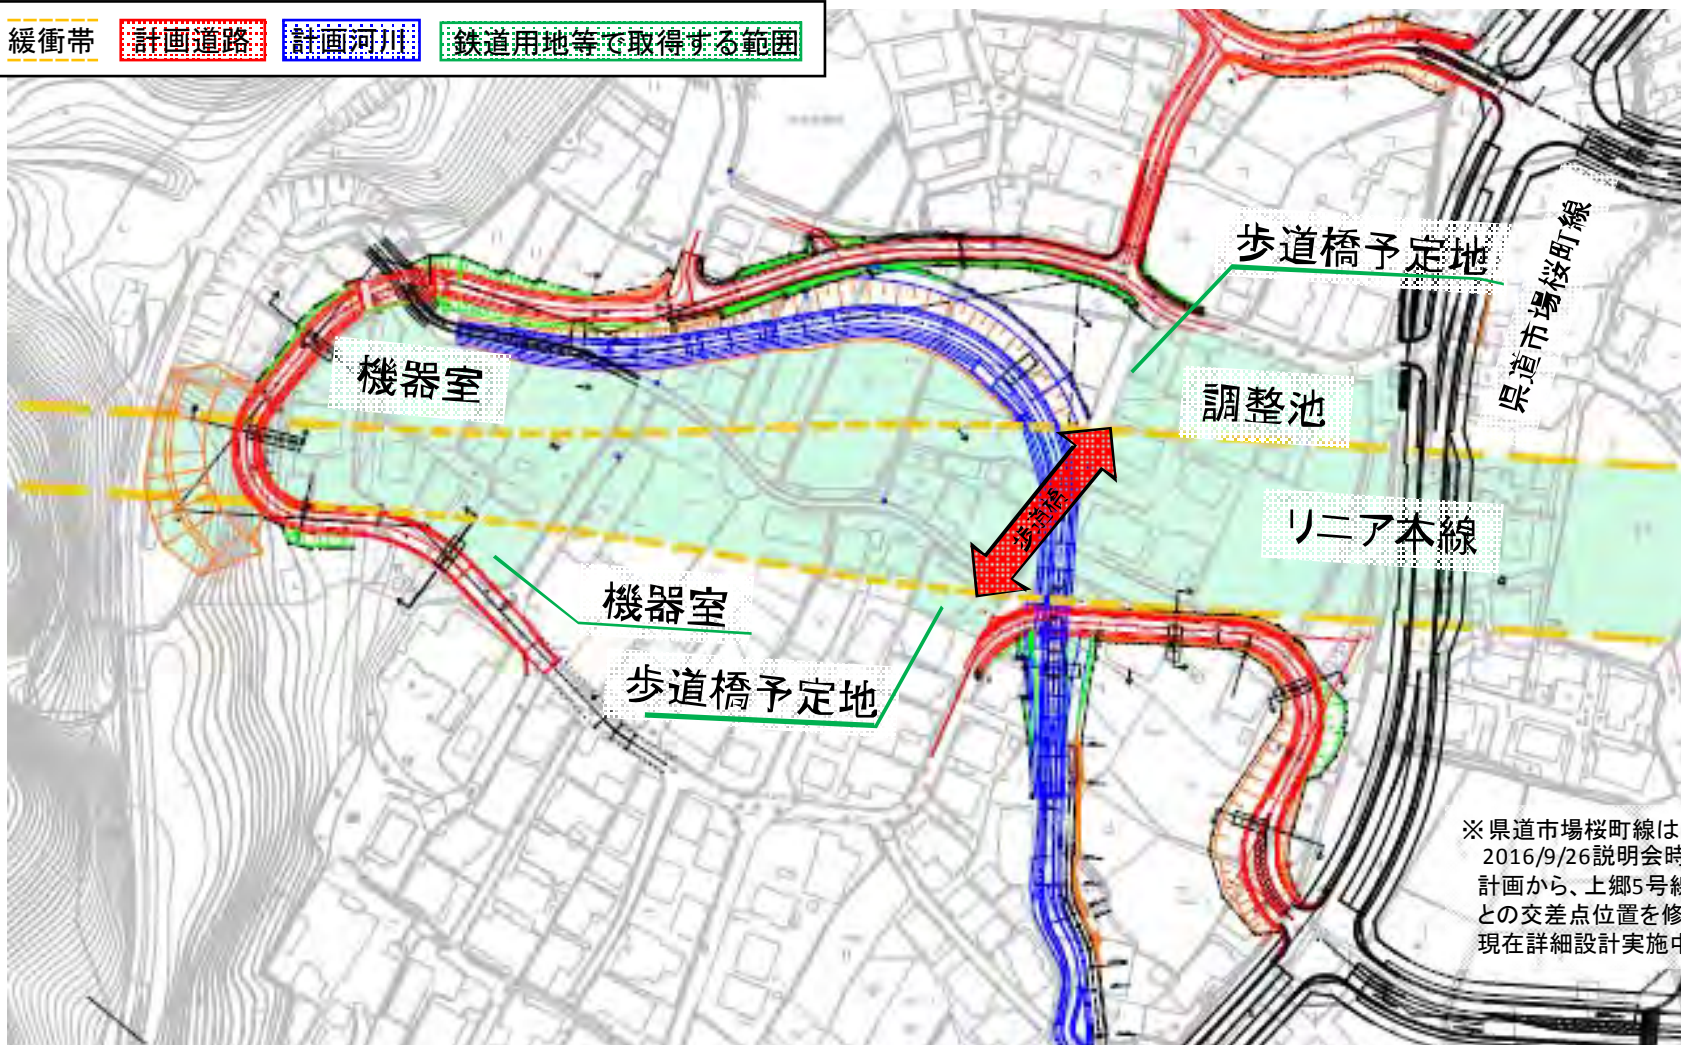 緩衝帯 計画道路 計画河川 鉄道用地等で取得する範囲
県道市場桜町線
歩道橋予定地
機器室
調整池
歩道橋
リニア本線
機器室
歩道橋予定地
※県道市場桜町線は
2016/9/26説明会時
計画から、上郷5号線
との交差点位置を修
現在詳細設計実施中